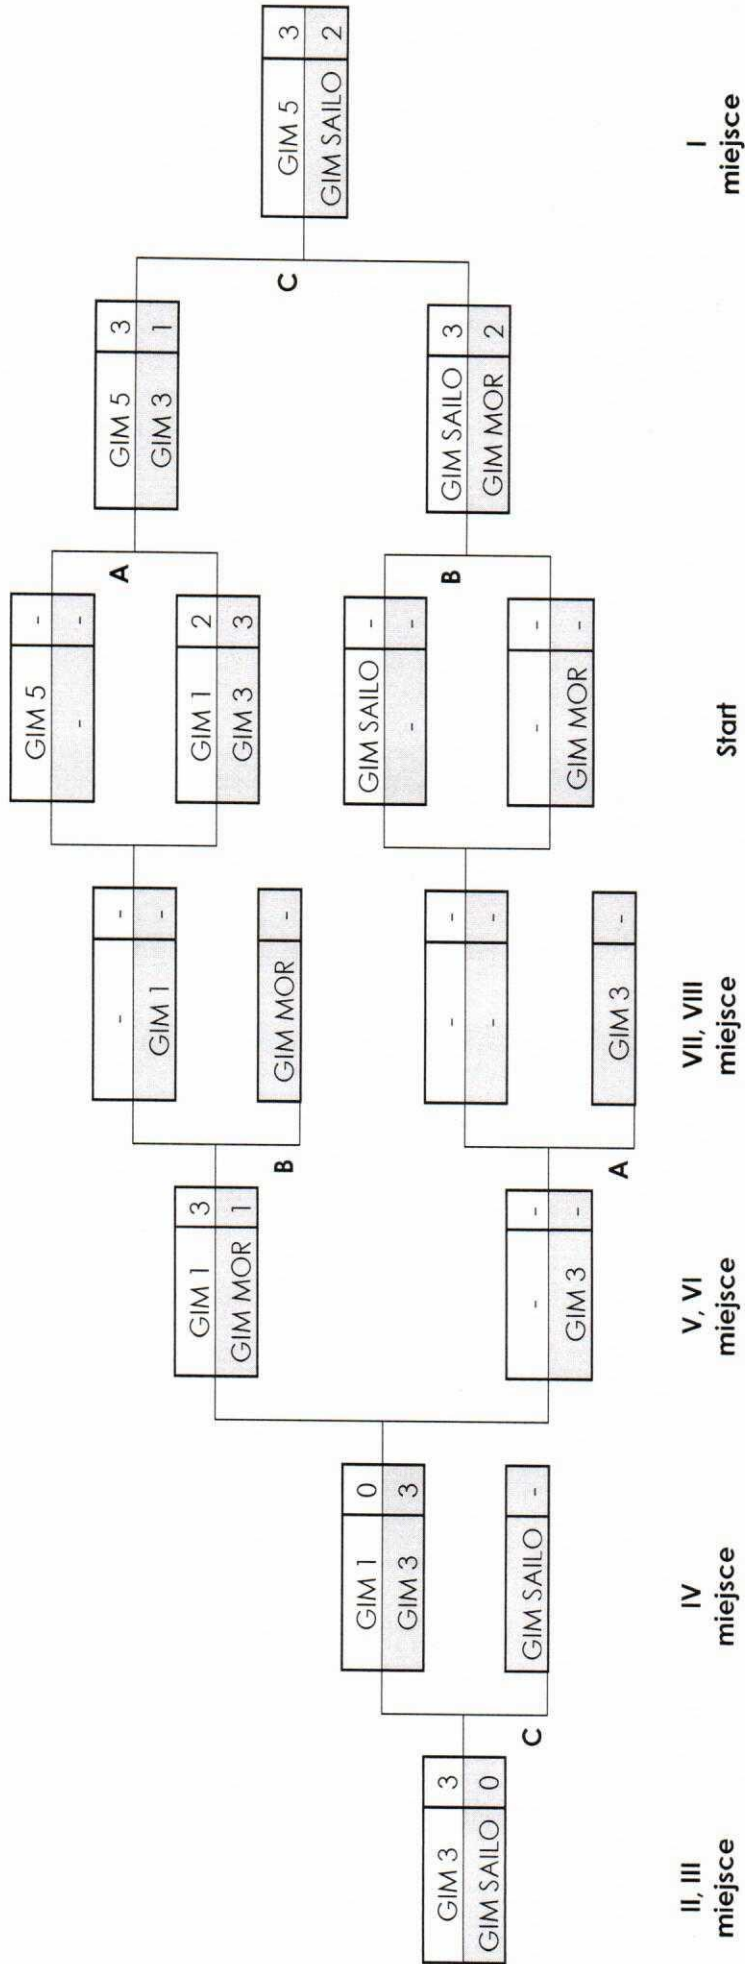 GIM 3 3
GIM SAILO 0
II, III
miejsce
C
GIM 1 0
GIM 3 3
GIM SAILO -
IV
miejsce
GIM 1 3
GIM MOR 1
- -
GIM 3 -
V, VI
miejsce
B
A
- -
GIM 1 -
GIM MOR -
- -
- -
GIM 3 -
VII, VIII
miejsce
GIM 5 -
- -
GIM 1 2
GIM 3 3
GIM SAILO -
- -
- -
GIM MOR -
Start
A
B
GIM 5 3
GIM 3 1
GIM SAILO 3
GIM MOR 2
C
GIM 5 3
GIM SAILO 2
I
miejsce